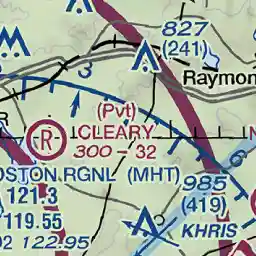 827
(241)
3
Raymon
(Pvt)
CLEARY
300 - 32
R
OSTON RGNL (MHT)
985
(419)
121.3
119.55
02 122.95
KHRIS